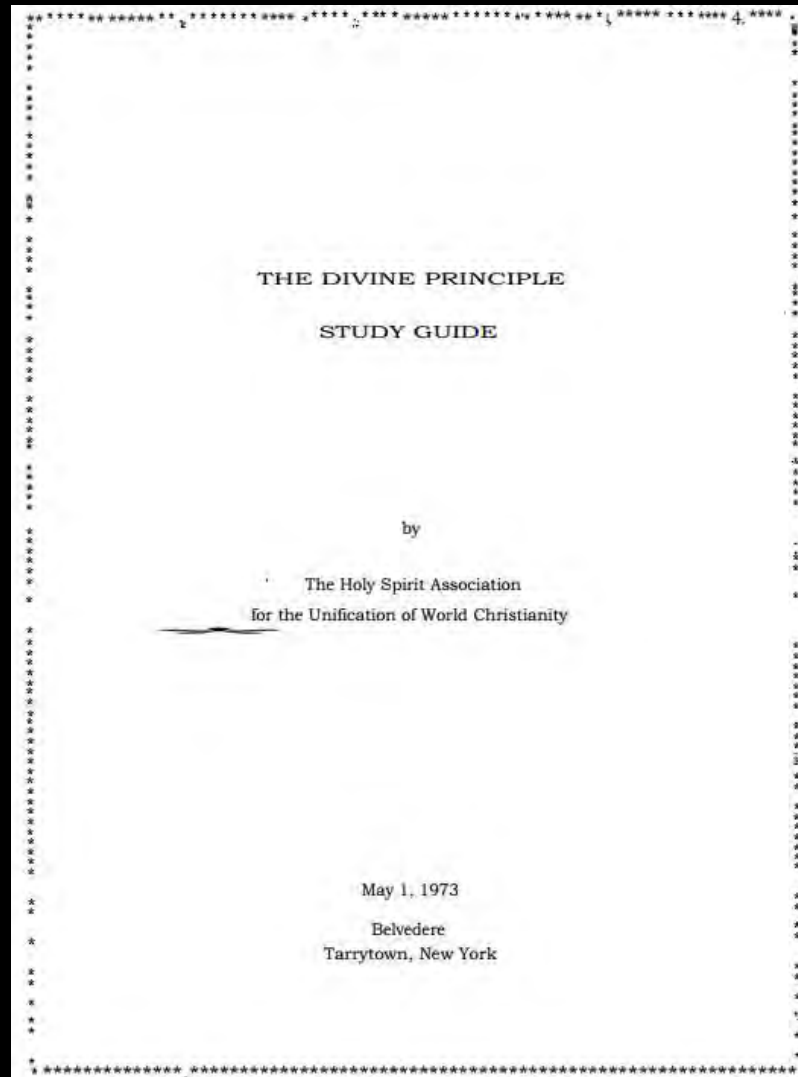 THE DIVINE PRINCIPLE
STUDY GUIDE
by
The Holy Spirit Association
for the Unification of World Christianity
May 1, 1973
Belvedere
Tarrytown, New York